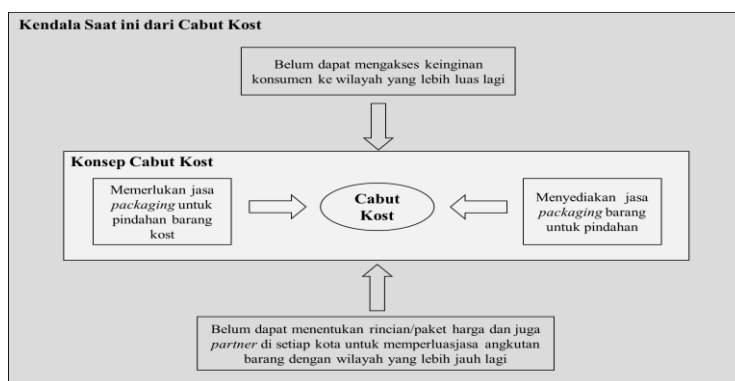 Kendala Saat ini dari Cabut Kost
Belum dapat mengakses keinginan
konsumen ke wilayah yang lebih luas lagi
Konsep Cabut Kost
Memerlukan jasa
packaging untuk
pindahan barang
kost
Cabut
Kost
Menyediakan jasa
packaging barang
untuk pindahan
Belum dapat menentukan rincian/paket harga dan juga
partner di setiap kota untuk memperluasjasa angkutan
barang dengan wilayah yang lebih jauh lagi